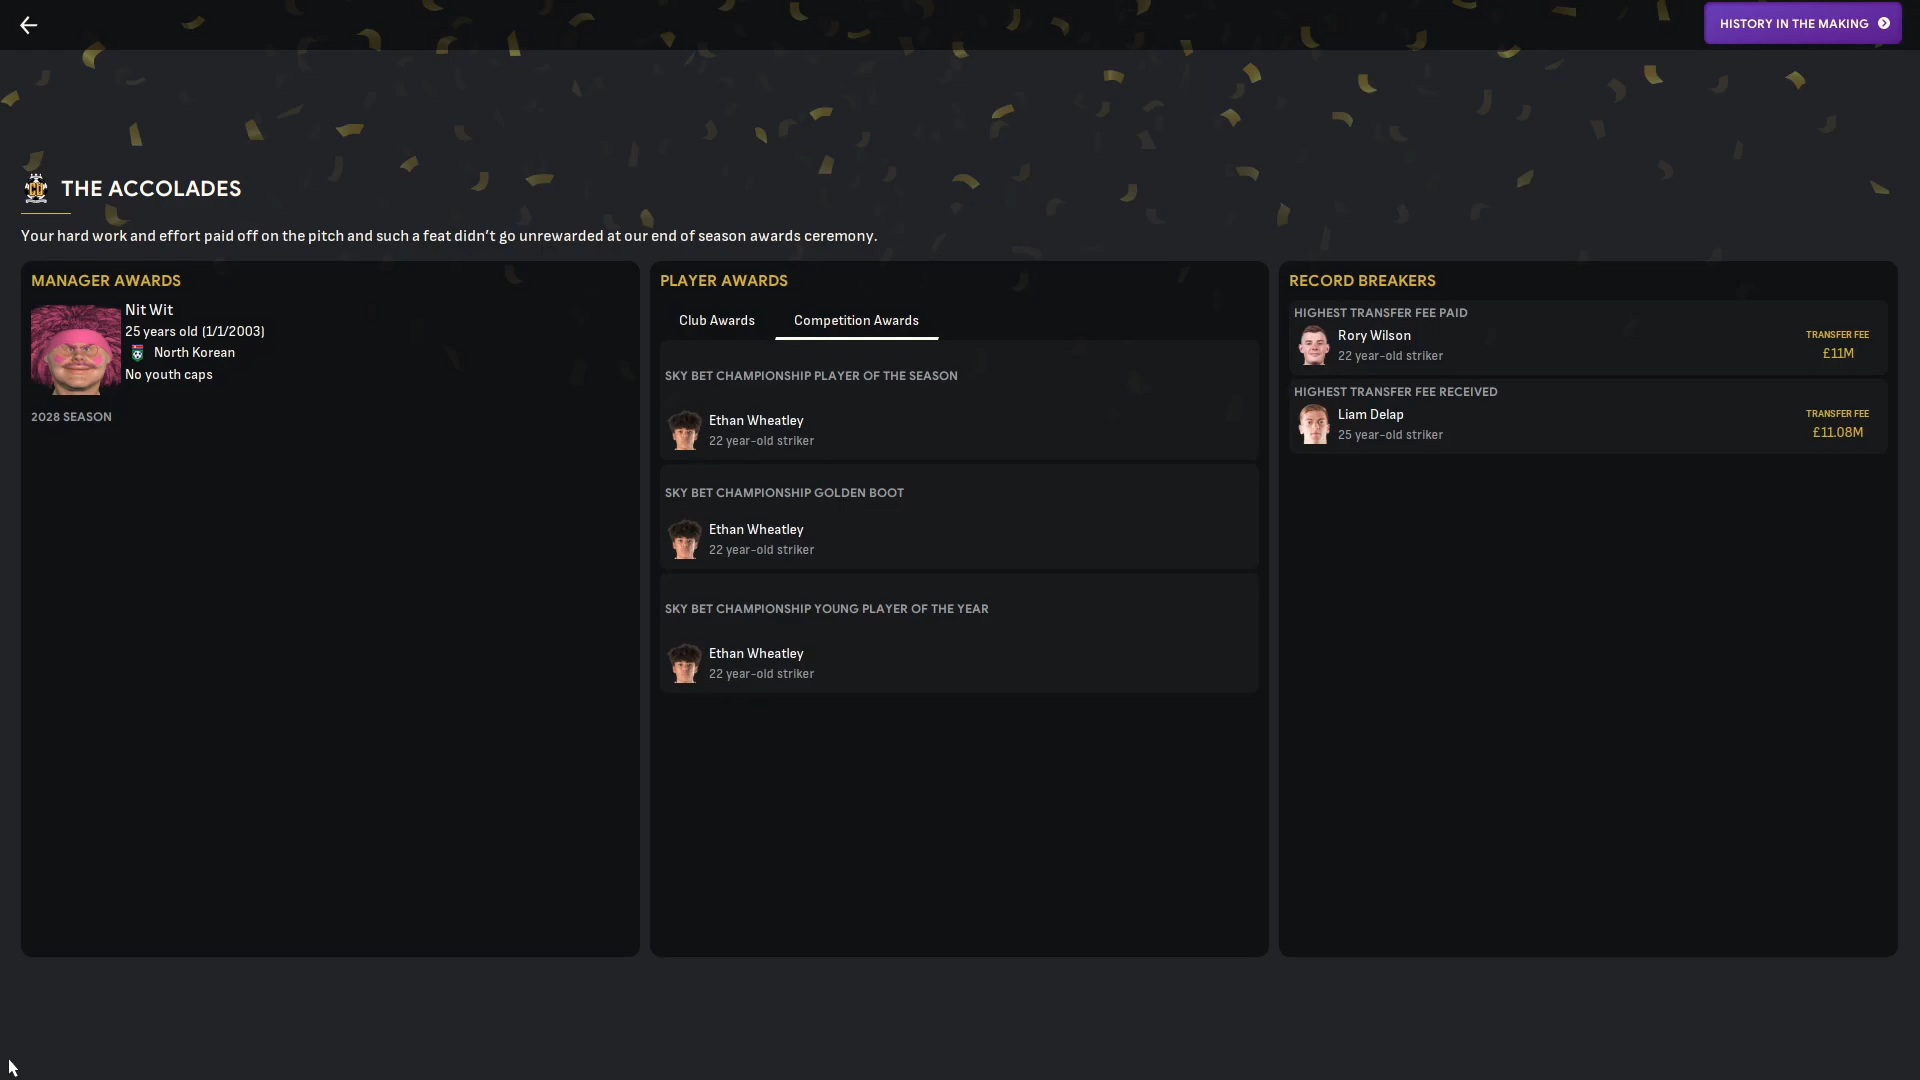 HISTORY IN THE MAKING
THE ACCOLADES
Your hard work and effort paid off on the pitch and such a feat didn’t go unrewarded at our end of season awards ceremony.
MANAGER AWARDS
Nit Wit
25 years old (1/1/2003)
North Korean
No youth caps
2028 SEASON
PLAYER AWARDS
Club Awards
Competition Awards
SKY BET CHAMPIONSHIP PLAYER OF THE SEASON
Ethan Wheatley
22 year-old striker
SKY BET CHAMPIONSHIP GOLDEN BOOT
Ethan Wheatley
22 year-old striker
SKY BET CHAMPIONSHIP YOUNG PLAYER OF THE YEAR
Ethan Wheatley
22 year-old striker
RECORD BREAKERS
HIGHEST TRANSFER FEE PAID
Rory Wilson
22 year-old striker
TRANSFER FEE
£11M
HIGHEST TRANSFER FEE RECEIVED
Liam Delap
25 year-old striker
TRANSFER FEE
£11.08M